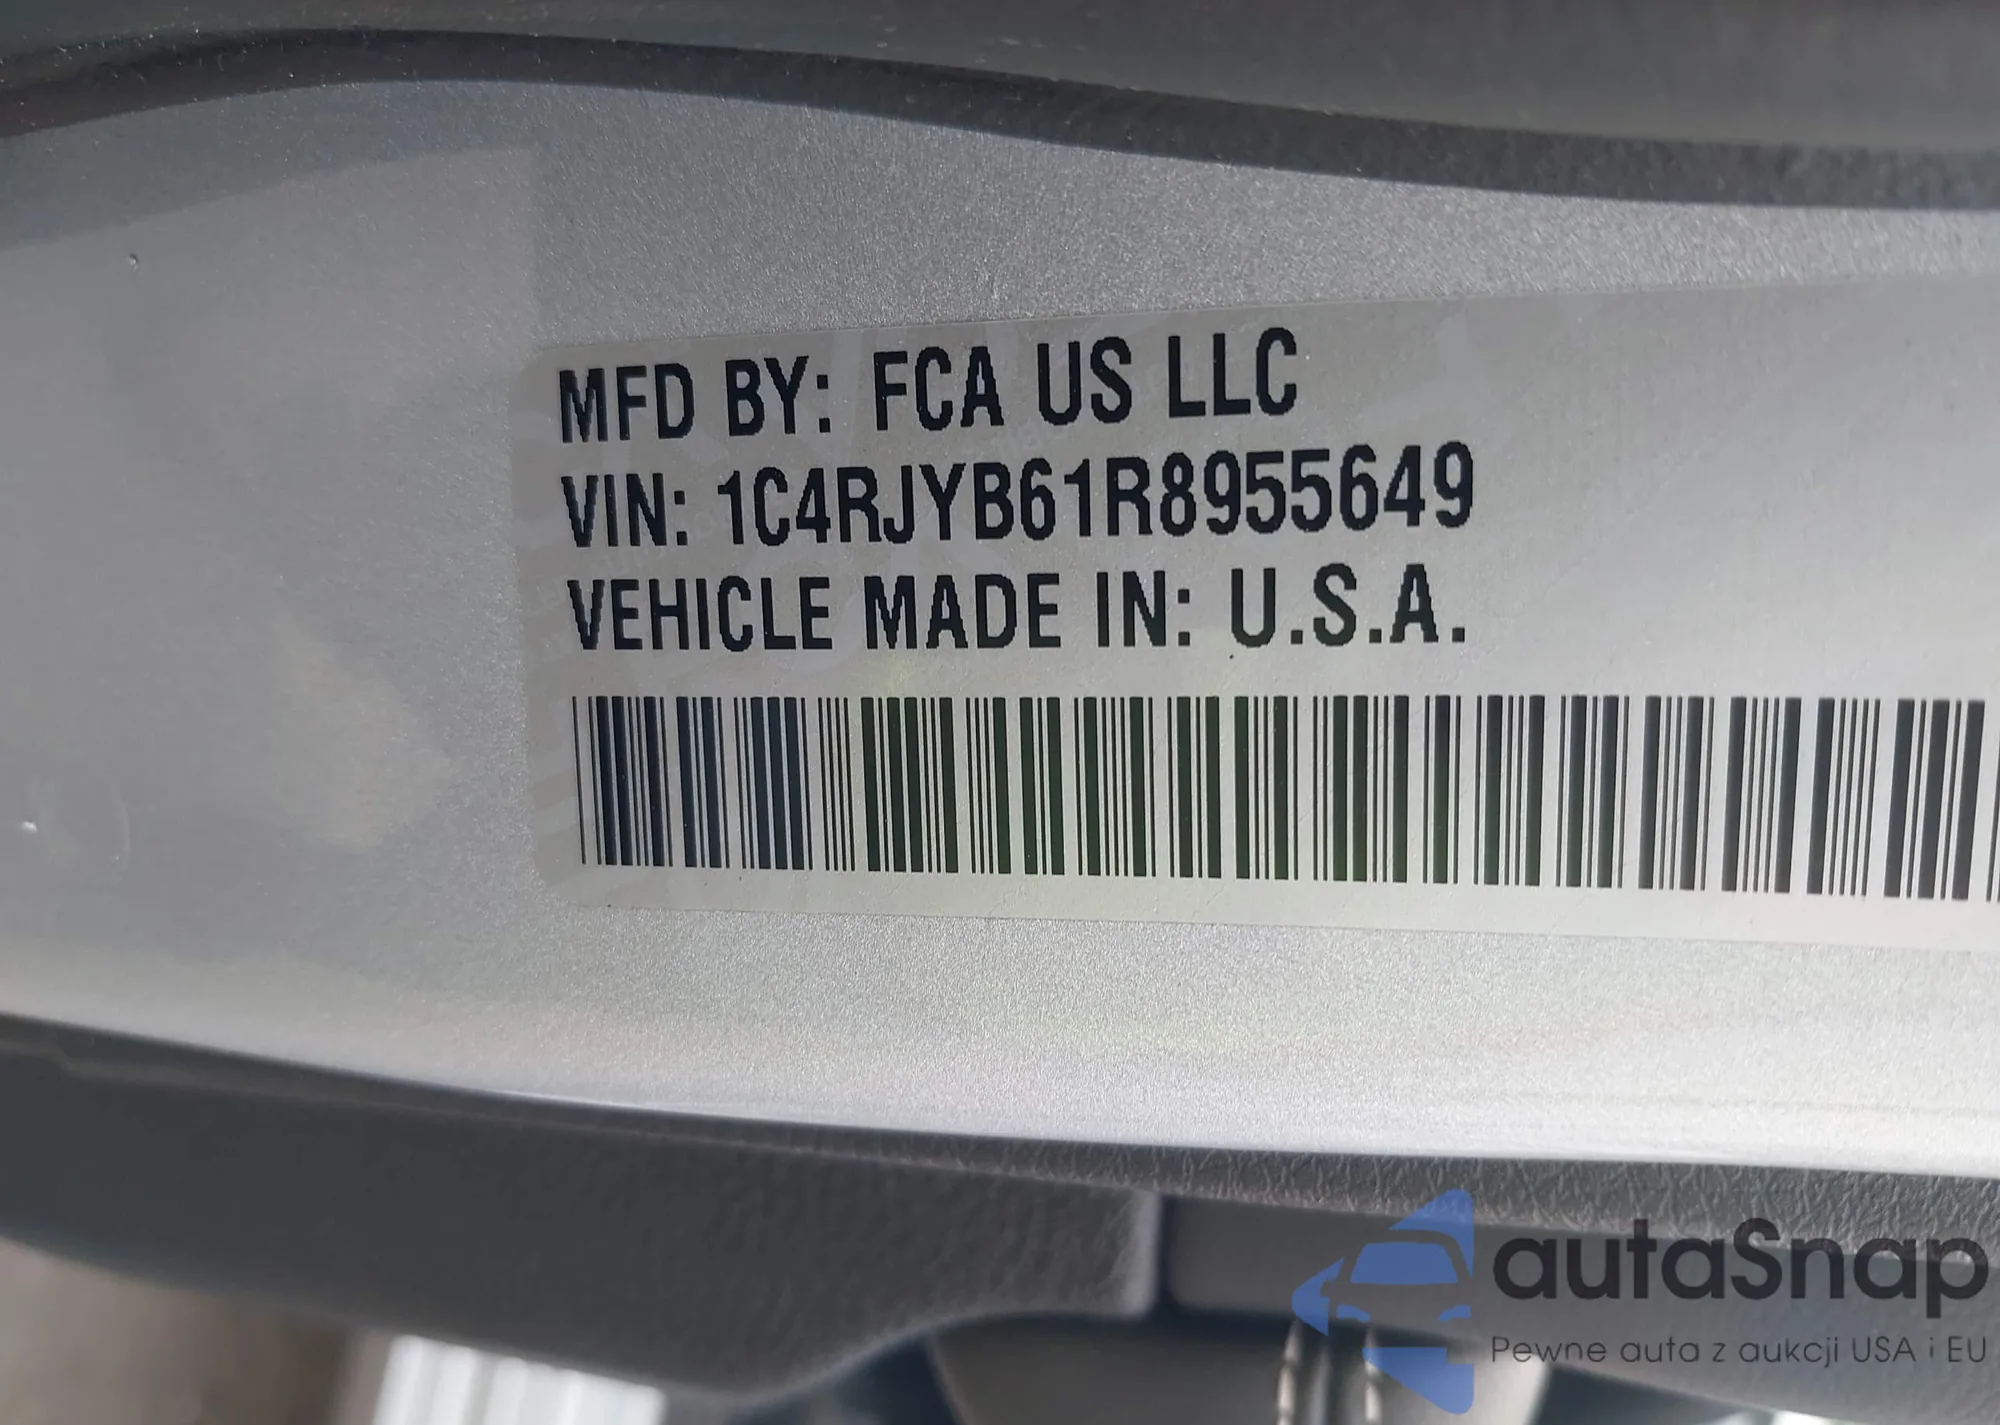 MFD BY: FCA US LLC
VIN: 1C4RJYB61R8955649
VEHICLE MADE IN: U.S.A.
autaSnap
Pewne auta z aukcji USA i EU